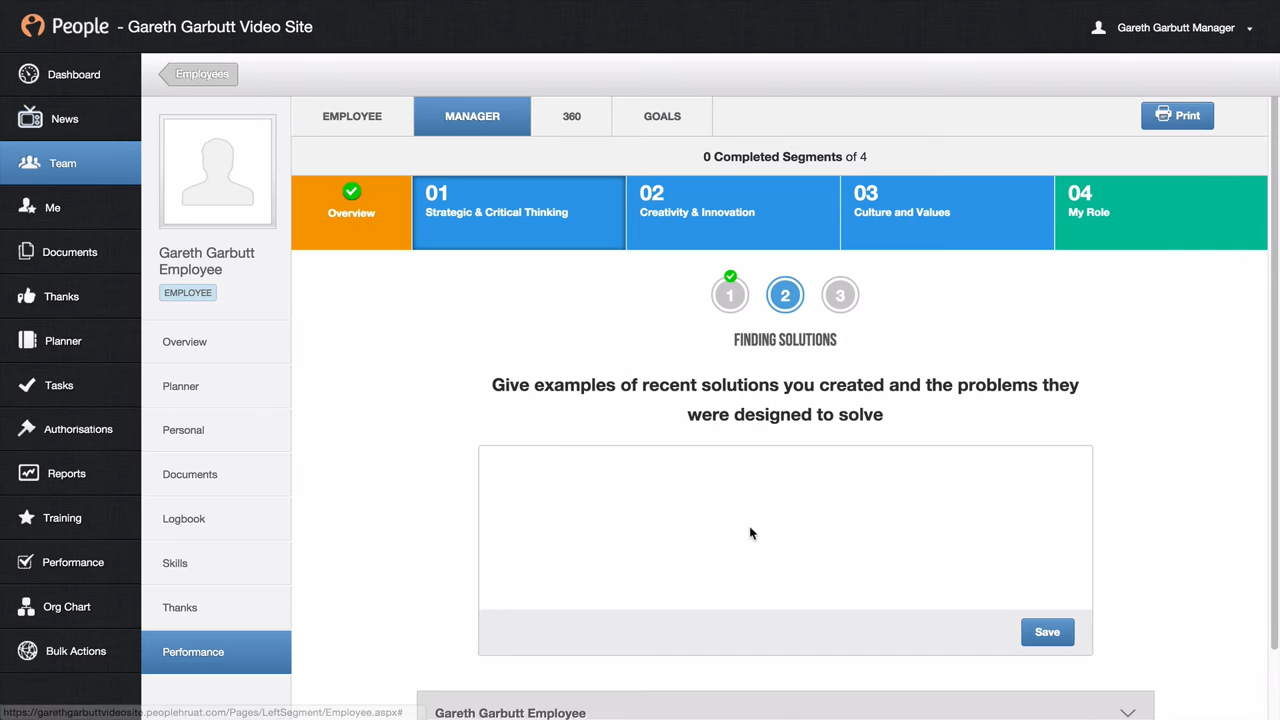 People - Gareth Garbutt Video Site
Gareth Garbutt Manager
Dashboard
News
Team
Me
Documents
Thanks
Planner
Tasks
Authorisations
Reports
Training
Performance
Org Chart
Bulk Actions
Employees
Gareth Garbutt
Employee
EMPLOYEE
Overview
Planner
Personal
Documents
Logbook
Skills
Thanks
Performance
EMPLOYEE
MANAGER
360
GOALS
Print
0 Completed Segments of 4
Overview
01
Strategic & Critical Thinking
02
Creativity & Innovation
03
Culture and Values
04
My Role
1
2
3
FINDING SOLUTIONS
Give examples of recent solutions you created and the problems they
were designed to solve
Save
Gareth Garbutt Employee
https://garethgarbuttvideosite.peoplehruat.com/Pages/LeftSegment/Employee.aspx#